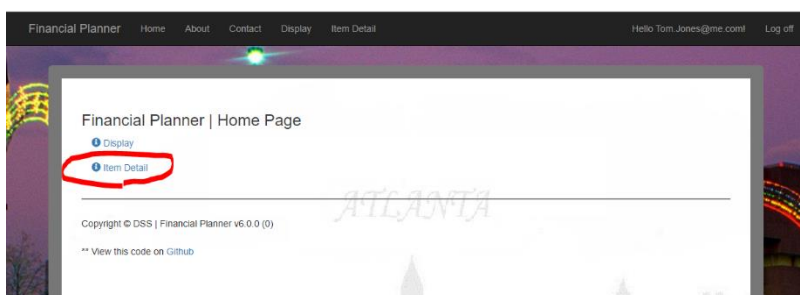 Financial Planner Home About Contact Display Item Detail Hello Tom.Jones@me.com! Log off
Financial Planner | Home Page
Display
Item Detail
ATLANTA
Copyright © DSS | Financial Planner v6.0.0 (0)
** View this code on Github